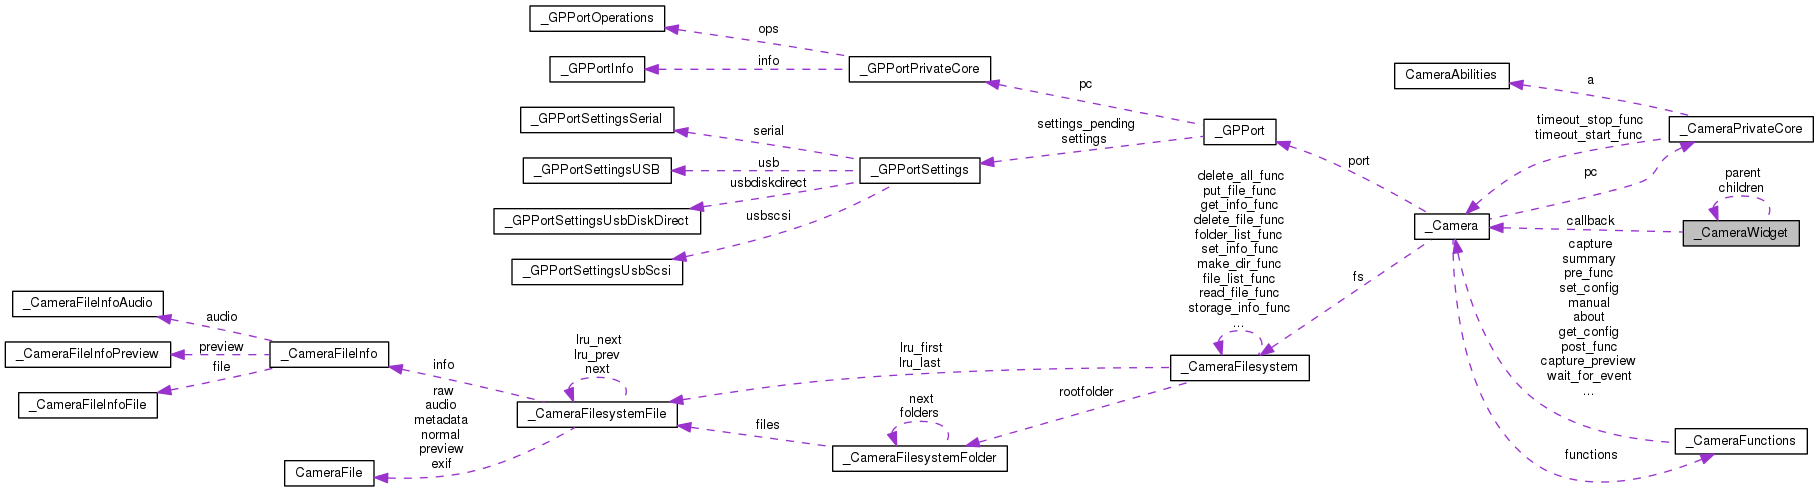 _GPPortOperations
ops
_GPPortInfo
info
_GPPortPrivateCore
pc
CameraAbilities
a
_GPPortSettingsSerial
serial
settings_pending
settings
_GPPort
timeout_stop_func
timeout_start_func
_CameraPrivateCore
_GPPortSettingsUSB
usb
_GPPortSettings
port
pc
parent
children
usbdiskdirect
_GPPortSettingsUsbDiskDirect
usbscsi
_GPPortSettingsUsbScsi
delete_all_func
put_file_func
get_info_func
delete_file_func
folder_list_func
set_info_func
make_dir_func
file_list_func
read_file_func
storage_info_func
...
_Camera
callback
_CameraWidget
fs
capture
summary
pre_func
set_config
manual
about
get_config
post_func
capture_preview
wait_for_event
...
_CameraFileInfoAudio
audio
_CameraFileInfoPreview
preview
_CameraFileInfo
file
_CameraFileInfoFile
info
raw
audio
metadata
normal
preview
exif
CameraFile
lru_next
lru_prev
next
_CameraFilesystemFile
lru_first
lru_last
_CameraFilesystem
rootfolder
next
folders
files
_CameraFilesystemFolder
_CameraFunctions
functions